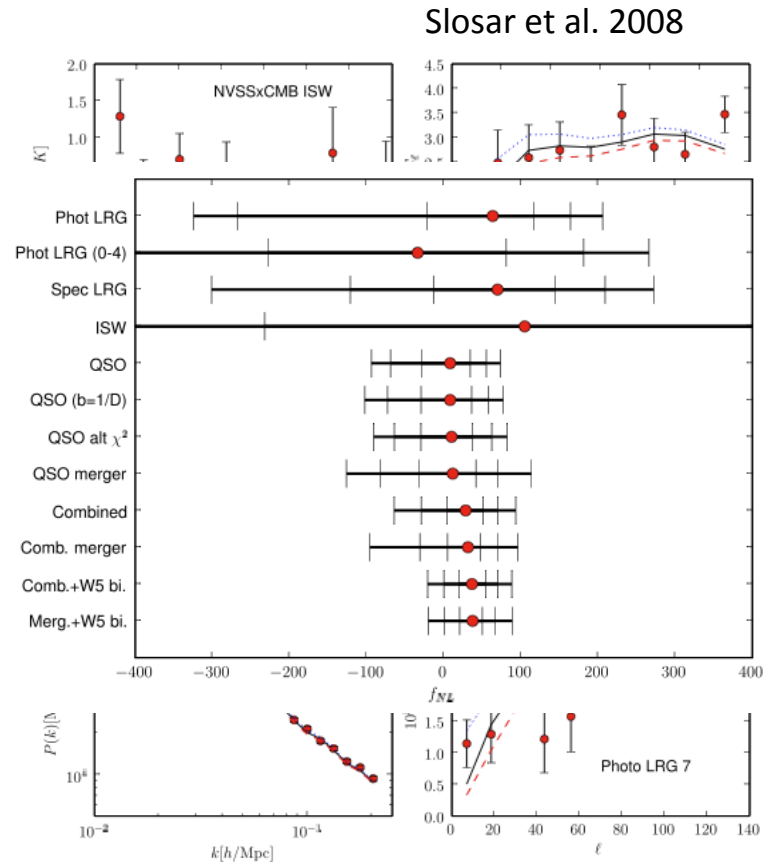 Slosar et al. 2008
2.0
1.5
1.0
NVSSxCMB ISW
K]
4.5
4.0
3.5
3.0
2.5
Phot LRG
Phot LRG (0-4)
Spec LRG
ISW
QSO
QSO (b=1/D)
QSO alt χ²
QSO merger
Combined
Comb. merger
Comb.+W5 bi.
Merg.+W5 bi.
−400 −300 −200 −100 0 100 200 300 400
f_NL
P(k)[
10⁻² 10⁻¹
k[h/Mpc]
1.5
1.0
0.5
0.0
Photo LRG 7
0 20 40 60 80 100 120 140
ℓ